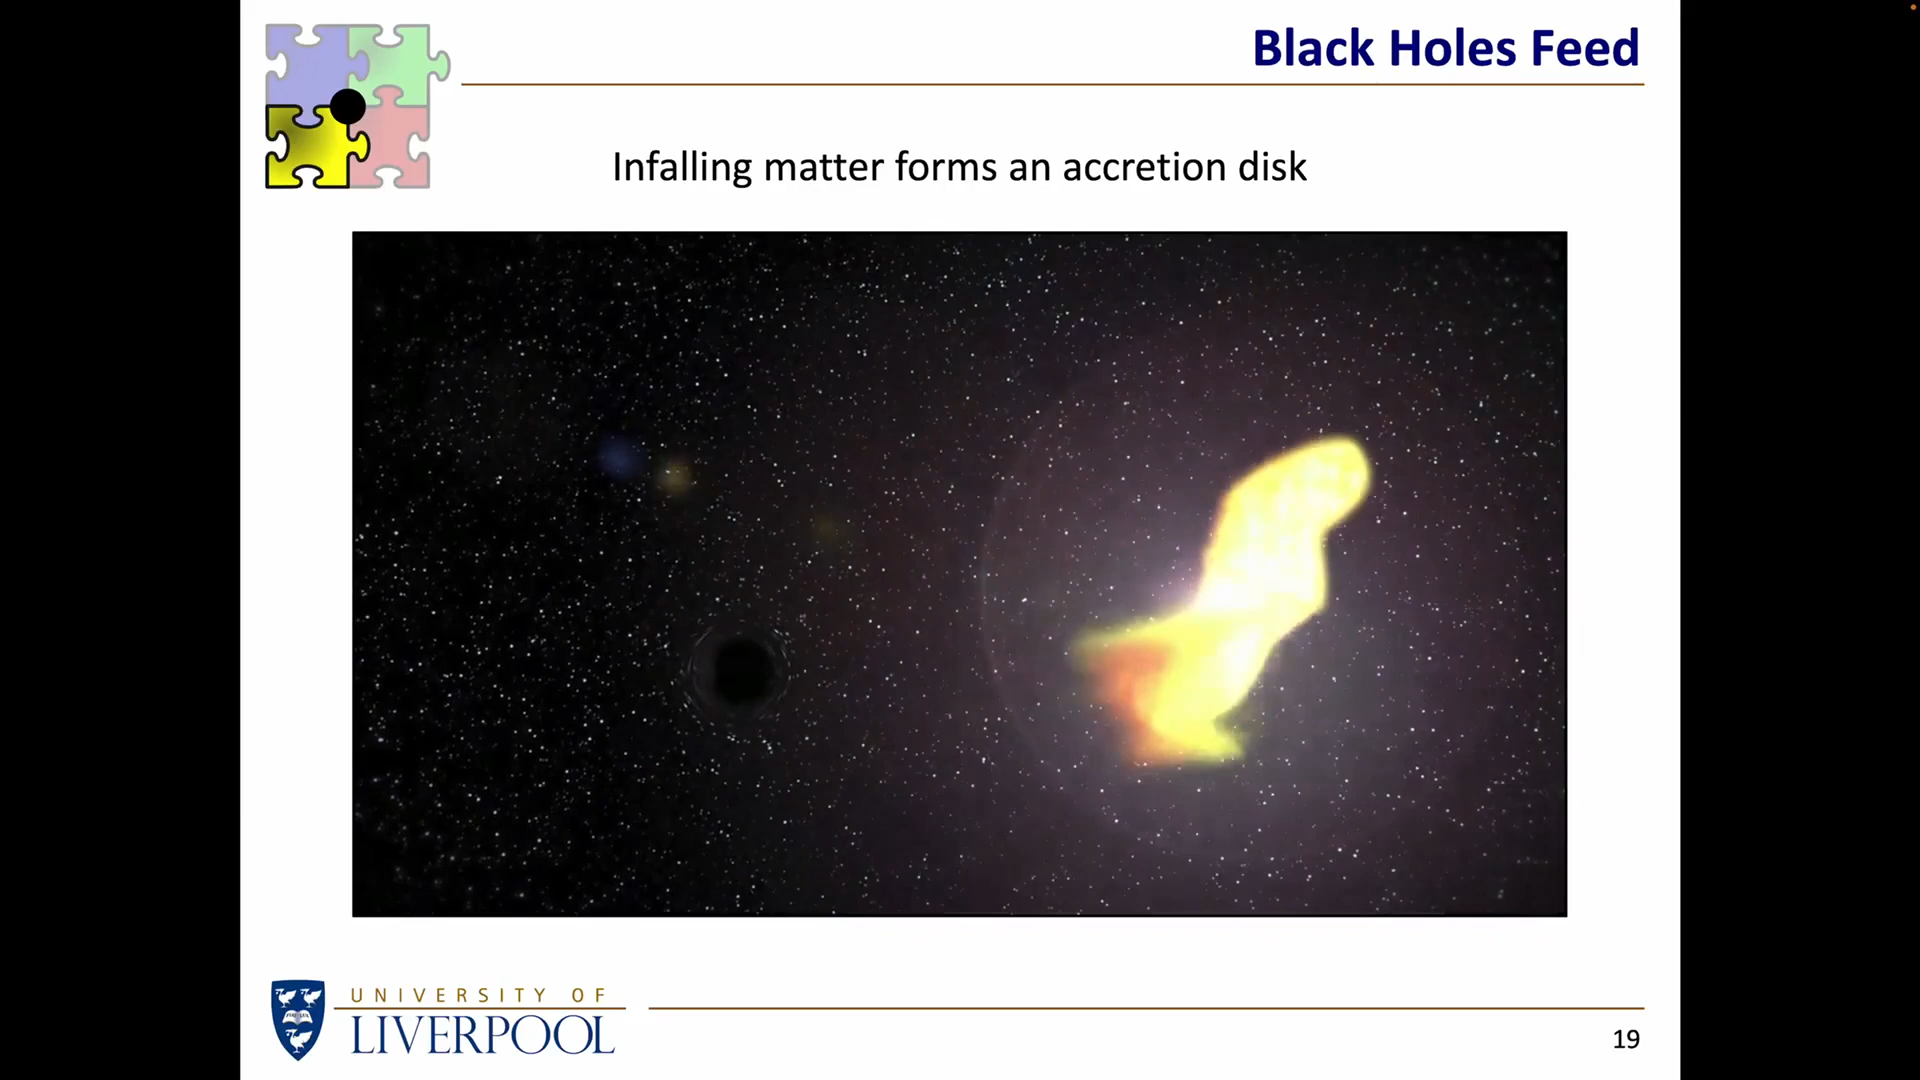 Black Holes Feed
Infalling matter forms an accretion disk
UNIVERSITY OF
LIVERPOOL
19